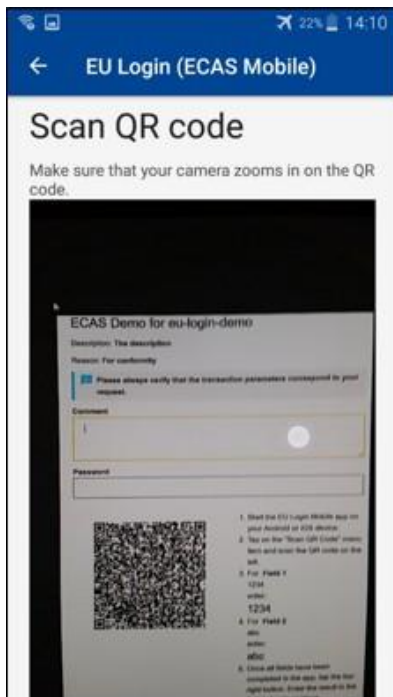 22% 14:10
EU Login (ECAS Mobile)
Scan QR code
Make sure that your camera zooms in on the QR
code.
ECAS Demo for eu-login-demo
Description: The description
Reason: For conformity
Please always verify that the transaction parameters correspond to your
request.
Comment
Password
1. Start the EU Login Mobile app on
your Android or iOS device
2. Tap on the "Scan QR Code" menu
item and scan the QR code on the
left.
3. For Field 1
1234
enter:
1234
4. For Field 2
abc
enter:
abc
5. Once all fields have been
completed in the app, tap the
right button. Enter the result in the